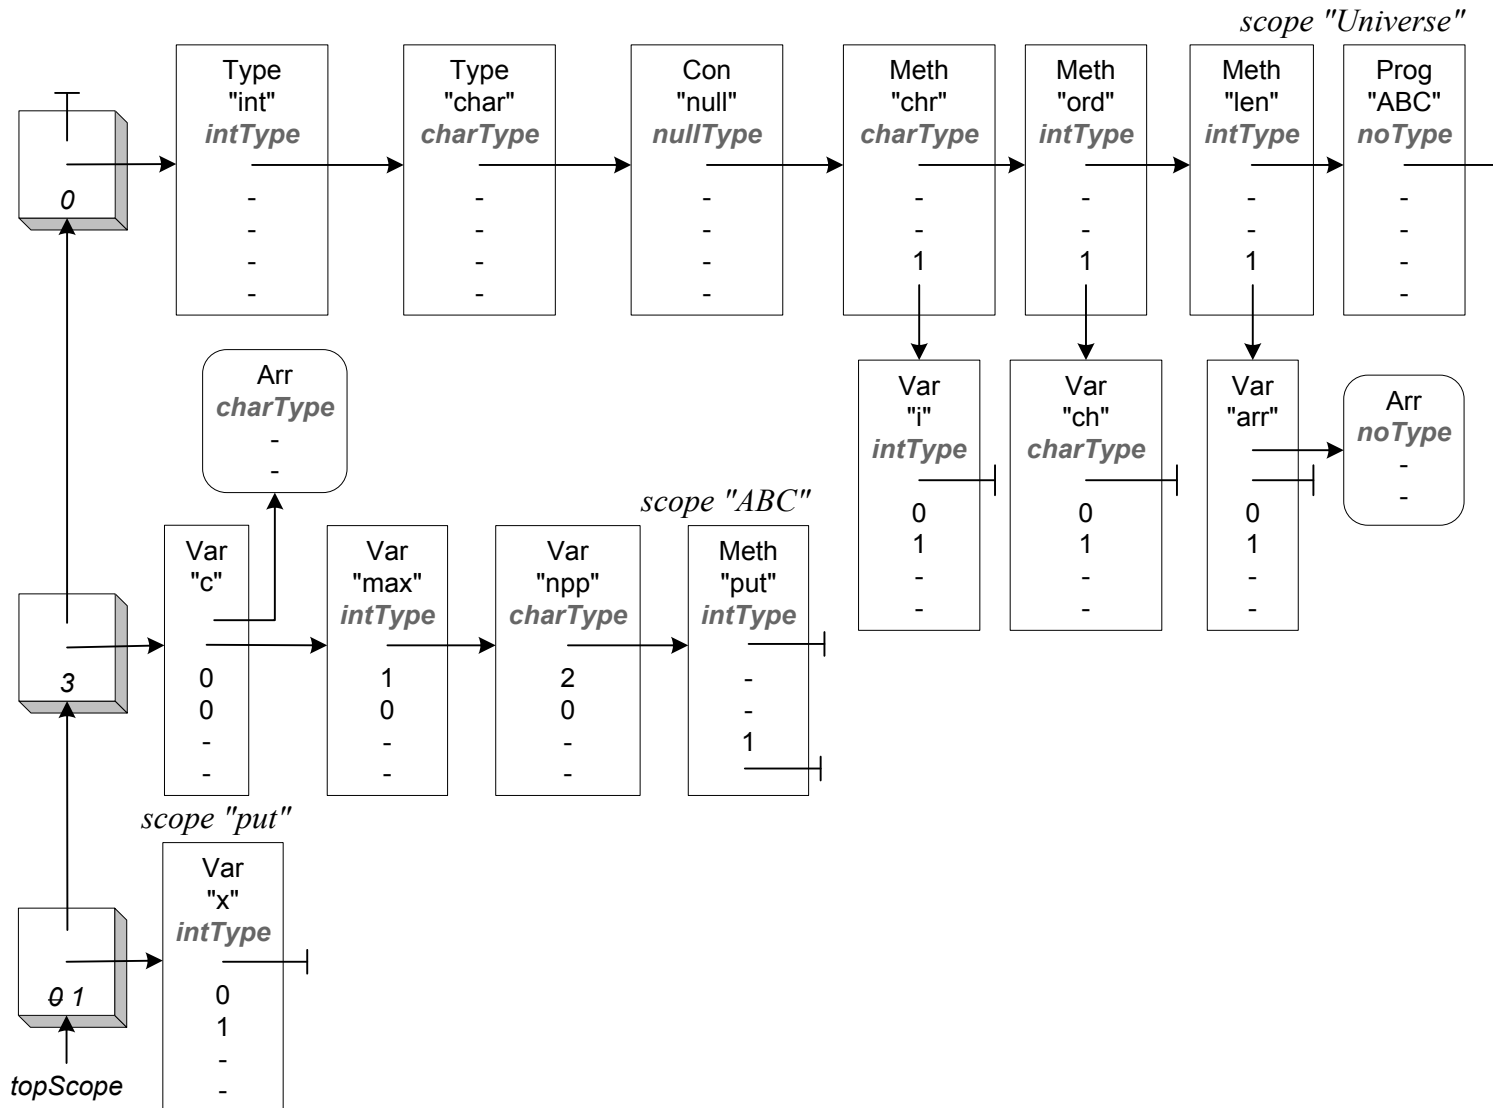 scope "Universe"
Type
"int"
intType
-
-
-
-
Type
"char"
charType
-
-
-
-
Con
"null"
nullType
-
-
-
-
Meth
"chr"
charType
-
-
1
Meth
"ord"
intType
-
-
1
Meth
"len"
intType
-
-
1
Prog
"ABC"
noType
-
-
-
-
0
Var
"i"
intType
0
1
-
-
Var
"ch"
charType
0
1
-
-
Var
"arr"
0
1
-
-
Arr
noType
-
-
Arr
charType
-
-
scope "ABC"
3
Var
"c"
0
0
-
-
Var
"max"
intType
1
0
-
-
Var
"npp"
charType
2
0
-
-
Meth
"put"
intType
-
-
1
scope "put"
Var
"x"
intType
0
1
-
-
0 1
topScope